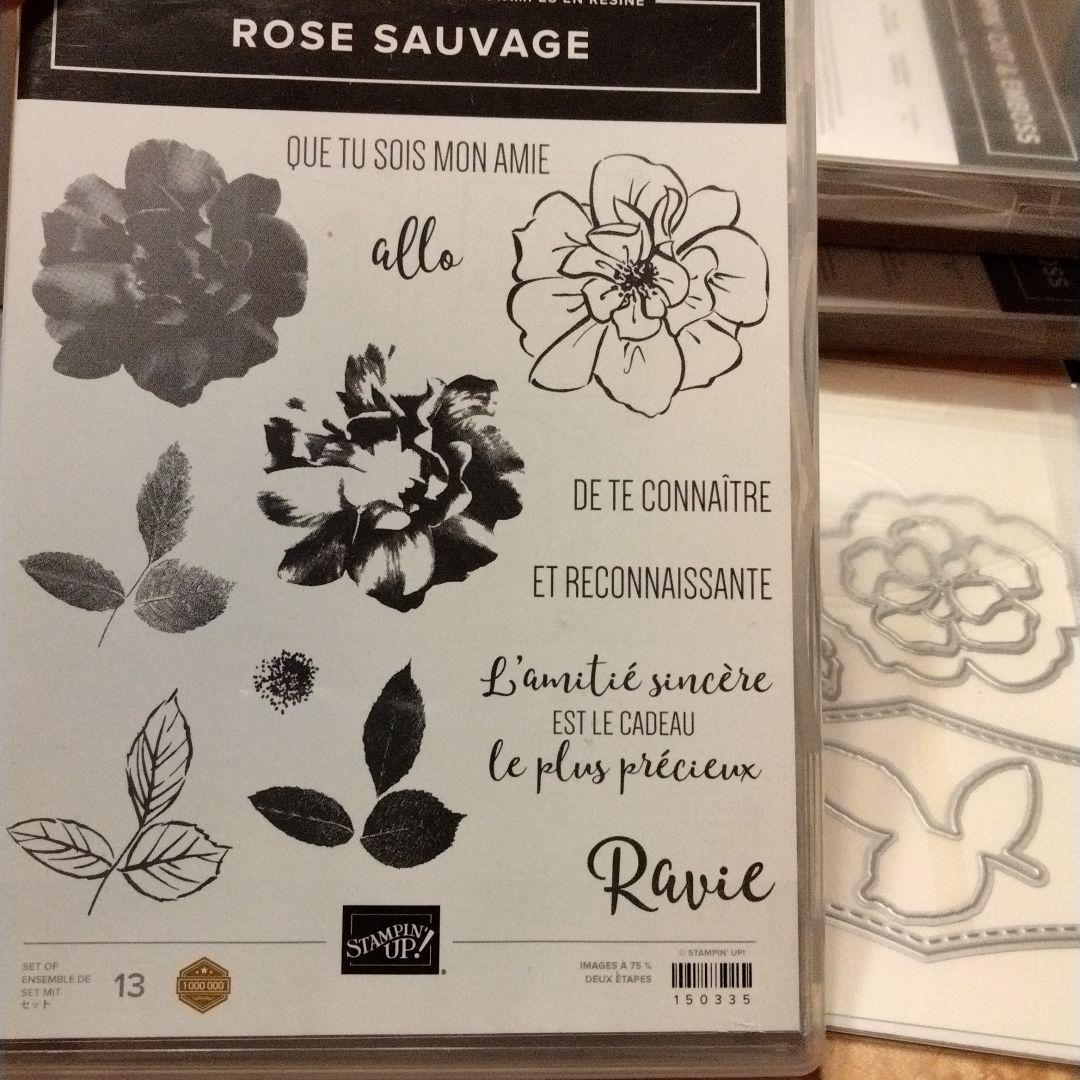 EN RÉSINE
ROSE SAUVAGE
QUE TU SOIS MON AMIE
allo
DE TE CONNAÎTRE
ET RECONNAISSANTE
L'amitié sincère
EST LE CADEAU
le plus précieux
Ravie
STAMPIN' UP!
SET OF
ENSEMBLE DE
SET MIT
セット
13
1 000 000
IMAGES À 75 %
DEUX ÉTAPES
© STAMPIN' UP!
150335